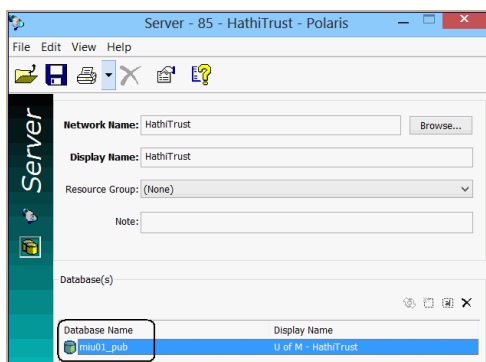 Server - 85 - HathiTrust - Polaris
File Edit View Help
Server
Network Name: HathiTrust Browse...
Display Name: HathiTrust
Resource Group: (None)
Note:
Database(s)
Database Name Display Name
miu01_pub U of M - HathiTrust